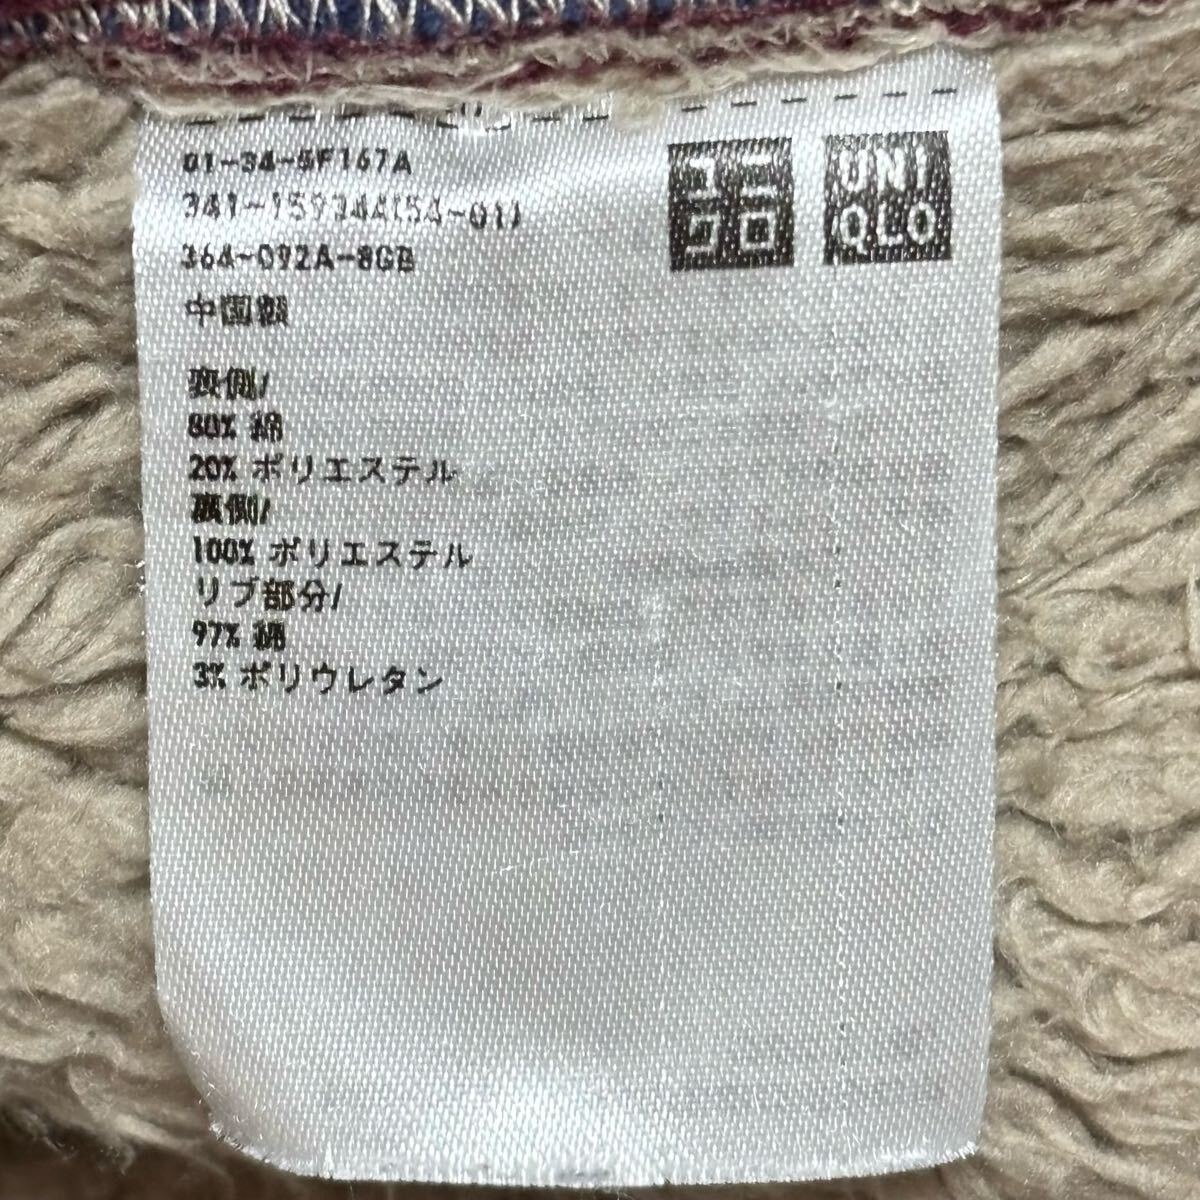 01-34-5F167A
341-159344(54-01)
364-092A-8GB
ユニ
クロ
UNI
QLO
中国製
表側/
80% 綿
20% ポリエステル
裏側/
100% ポリエステル
リブ部分/
97% 綿
3% ポリウレタン